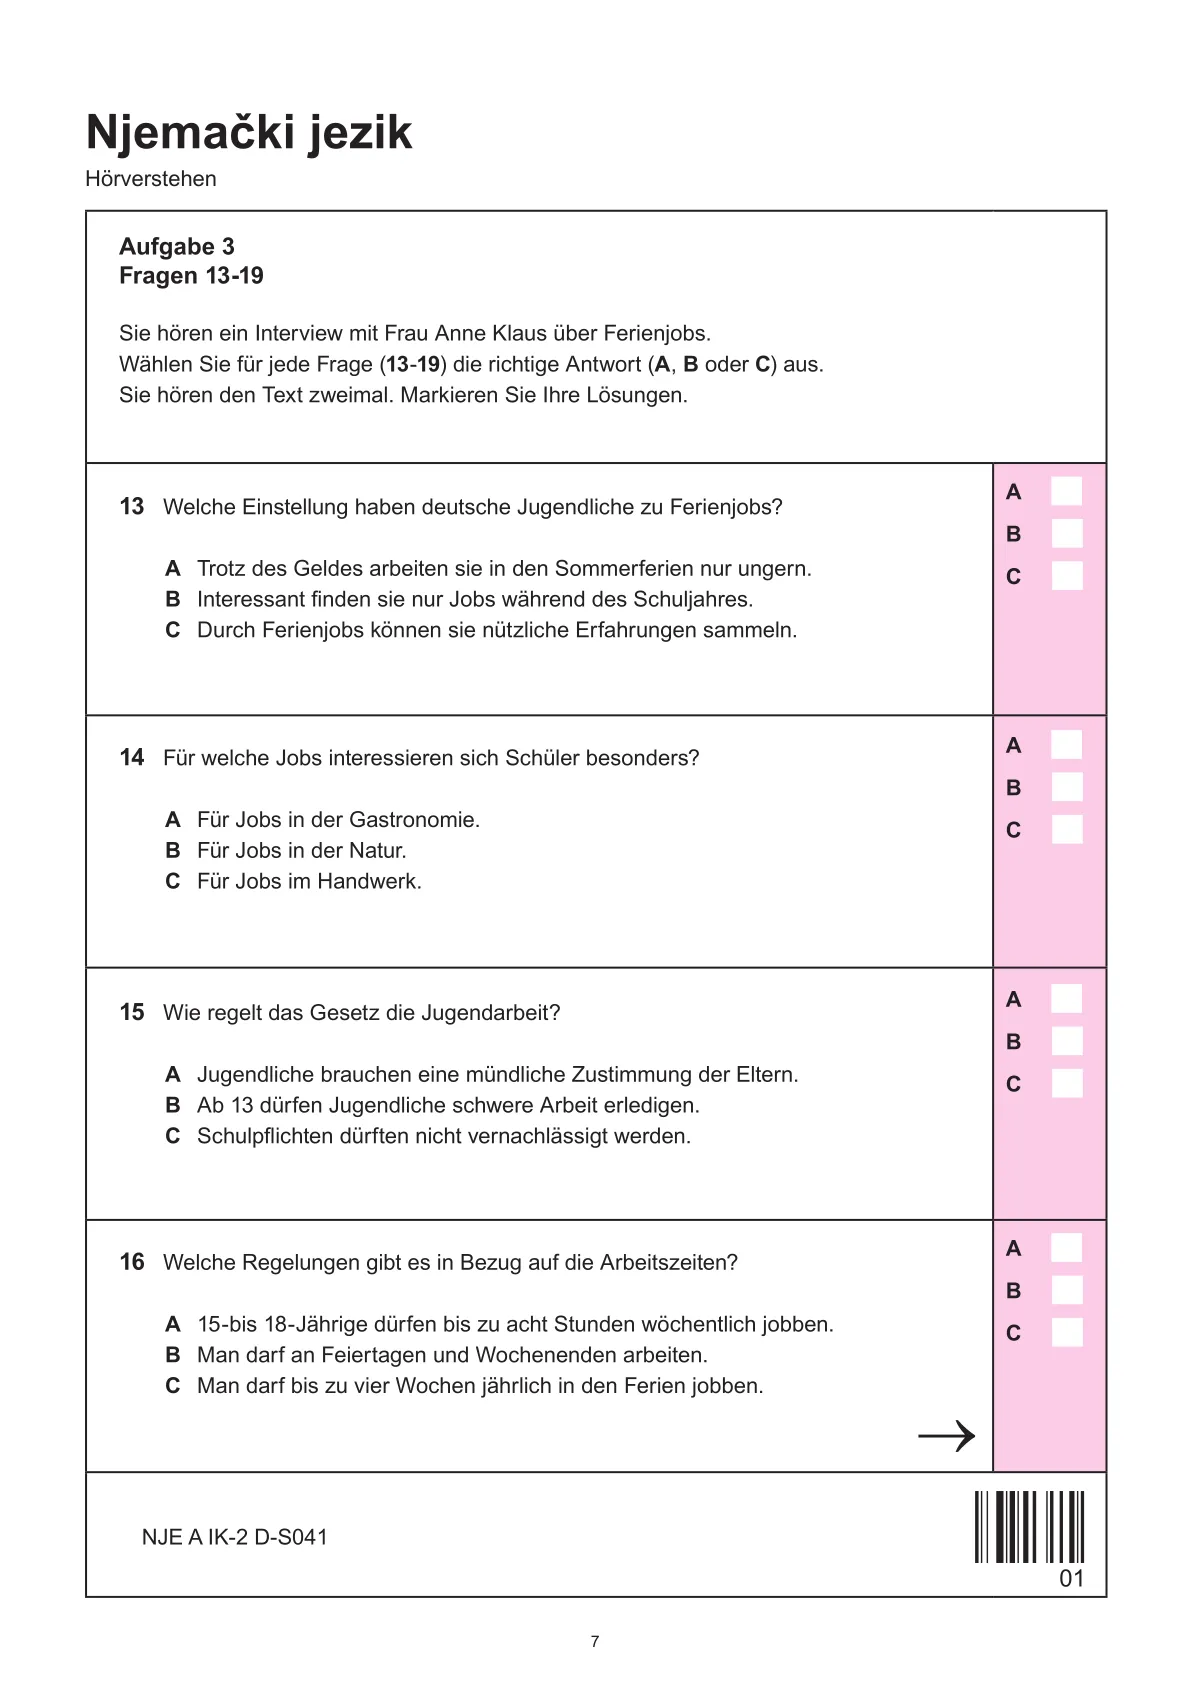 Njemački jezik
Hörverstehen
Aufgabe 3
Fragen 13-19
Sie hören ein Interview mit Frau Anne Klaus über Ferienjobs.
Wählen Sie für jede Frage (13-19) die richtige Antwort (A, B oder C) aus.
Sie hören den Text zweimal. Markieren Sie Ihre Lösungen.
13 Welche Einstellung haben deutsche Jugendliche zu Ferienjobs?
A Trotz des Geldes arbeiten sie in den Sommerferien nur ungern.
B Interessant finden sie nur Jobs während des Schuljahres.
C Durch Ferienjobs können sie nützliche Erfahrungen sammeln.
A
B
C
14 Für welche Jobs interessieren sich Schüler besonders?
A Für Jobs in der Gastronomie.
B Für Jobs in der Natur.
C Für Jobs im Handwerk.
A
B
C
15 Wie regelt das Gesetz die Jugendarbeit?
A Jugendliche brauchen eine mündliche Zustimmung der Eltern.
B Ab 13 dürfen Jugendliche schwere Arbeit erledigen.
C Schulpflichten dürften nicht vernachlässigt werden.
A
B
C
16 Welche Regelungen gibt es in Bezug auf die Arbeitszeiten?
A 15-bis 18-Jährige dürfen bis zu acht Stunden wöchentlich jobben.
B Man darf an Feiertagen und Wochenenden arbeiten.
C Man darf bis zu vier Wochen jährlich in den Ferien jobben.
A
B
C
NJE A IK-2 D-S041
01
7